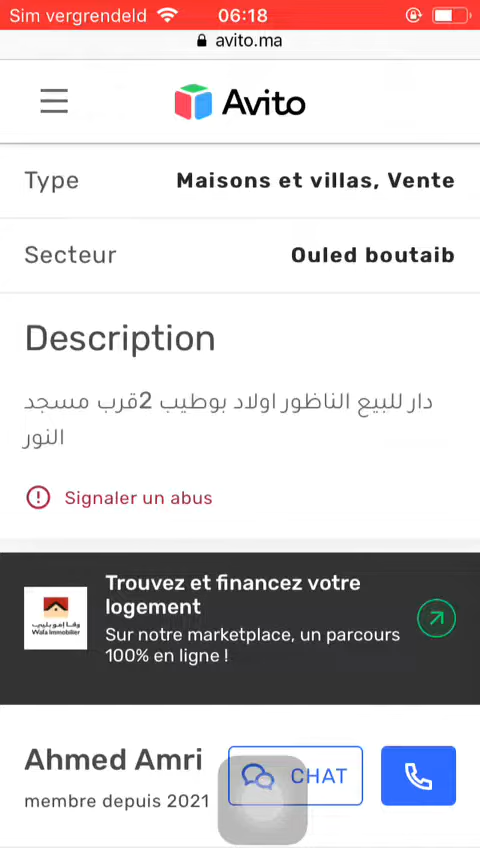 Sim vergrendeld 06:18
avito.ma
Avito
Type Maisons et villas, Vente
Secteur Ouled boutaib
Description
دار للبيع الناظور اولاد بوطيب 2قرب مسجد
النور
Signaler un abus
Trouvez et financez votre
logement
Sur notre marketplace, un parcours
100% en ligne !
وفا إموبيليي
Wafa Immobilier
Ahmed Amri
CHAT
membre depuis 2021